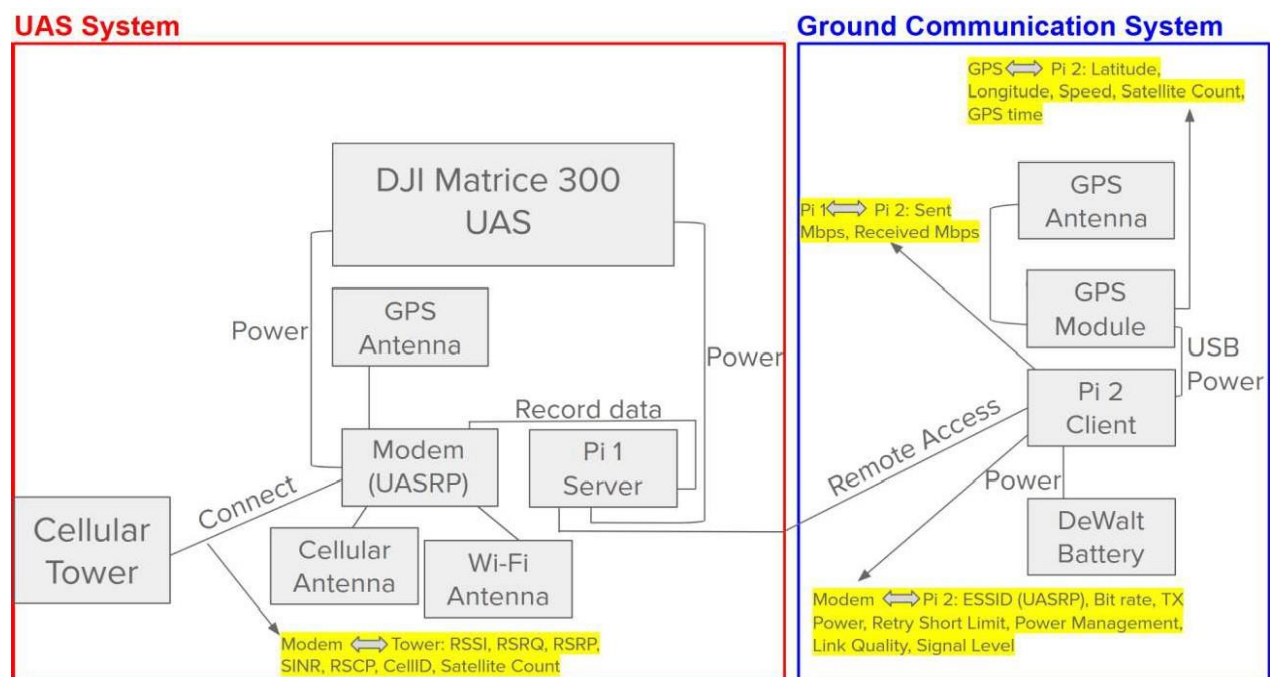 UAS System
DJI Matrice 300
UAS
GPS
Antenna
Power
Power
Record data
Modem
(UASRP)
Pi 1
Server
Connect
Cellular
Tower
Cellular
Antenna
Wi-Fi
Antenna
Modem Tower: RSSI, RSRQ, RSRP,
SINR, RSCP, CellID, Satellite Count
Ground Communication System
GPS Pi 2: Latitude,
Longitude, Speed, Satellite Count,
GPS time
Pi 1 Pi 2: Sent
Mbps, Received Mbps
GPS
Antenna
GPS
Module
USB
Power
Pi 2
Client
Remote Access
Power
DeWalt
Battery
Modem Pi 2: ESSID (UASRP), Bit rate, TX
Power, Retry Short Limit, Power Management,
Link Quality, Signal Level